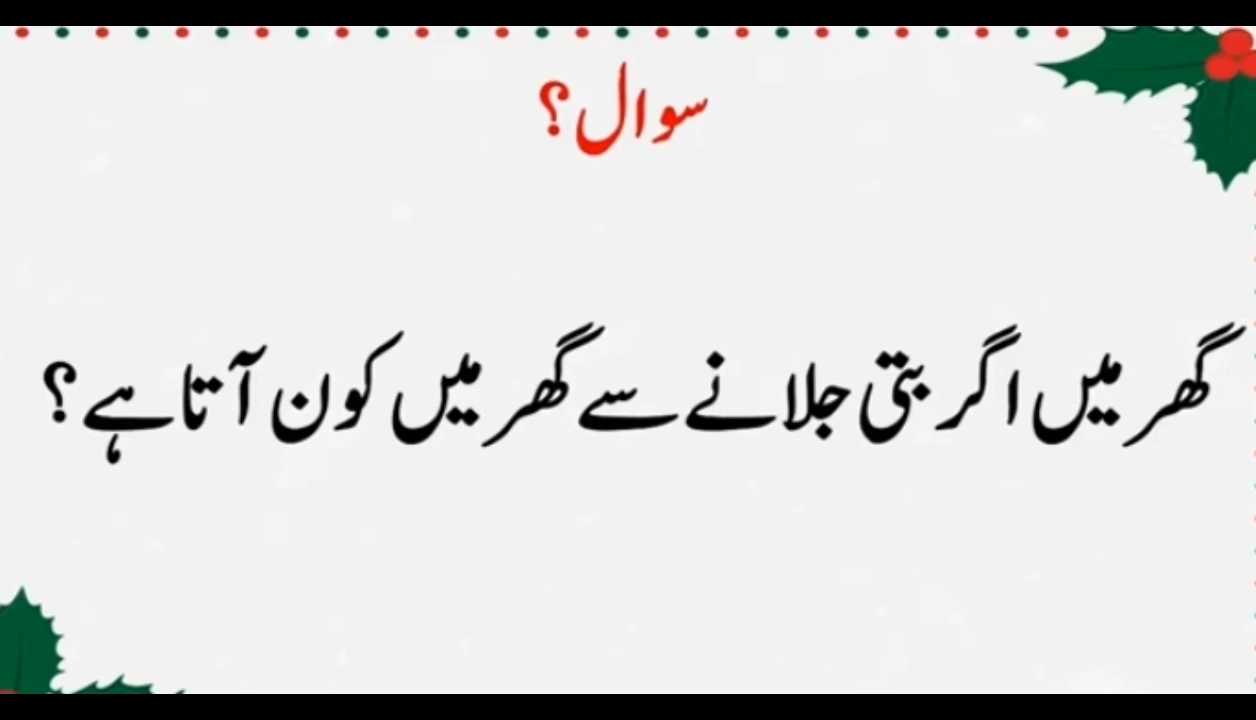 سوال؟
گھر میں اگر بتی جلانے سے گھر میں کون آتا ہے؟